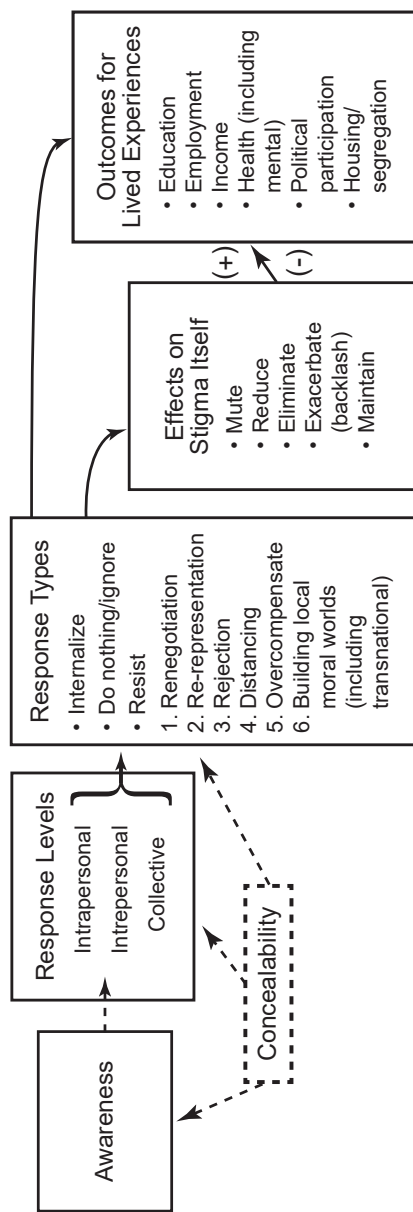 Awareness
Response Levels
Intrapersonal
Intrepersonal
Collective
Concealability
Response Types
• Internalize
• Do nothing/ignore
• Resist
1. Renegotiation
2. Re-representation
3. Rejection
4. Distancing
5. Overcompensate
6. Building local
moral worlds
(including
transnational)
Effects on
Stigma Itself
• Mute
• Reduce
• Eliminate
• Exacerbate
(backlash)
• Maintain
(+)
(-)
Outcomes for
Lived Experiences
• Education
• Employment
• Income
• Health (including
mental)
• Political
participation
• Housing/
segregation